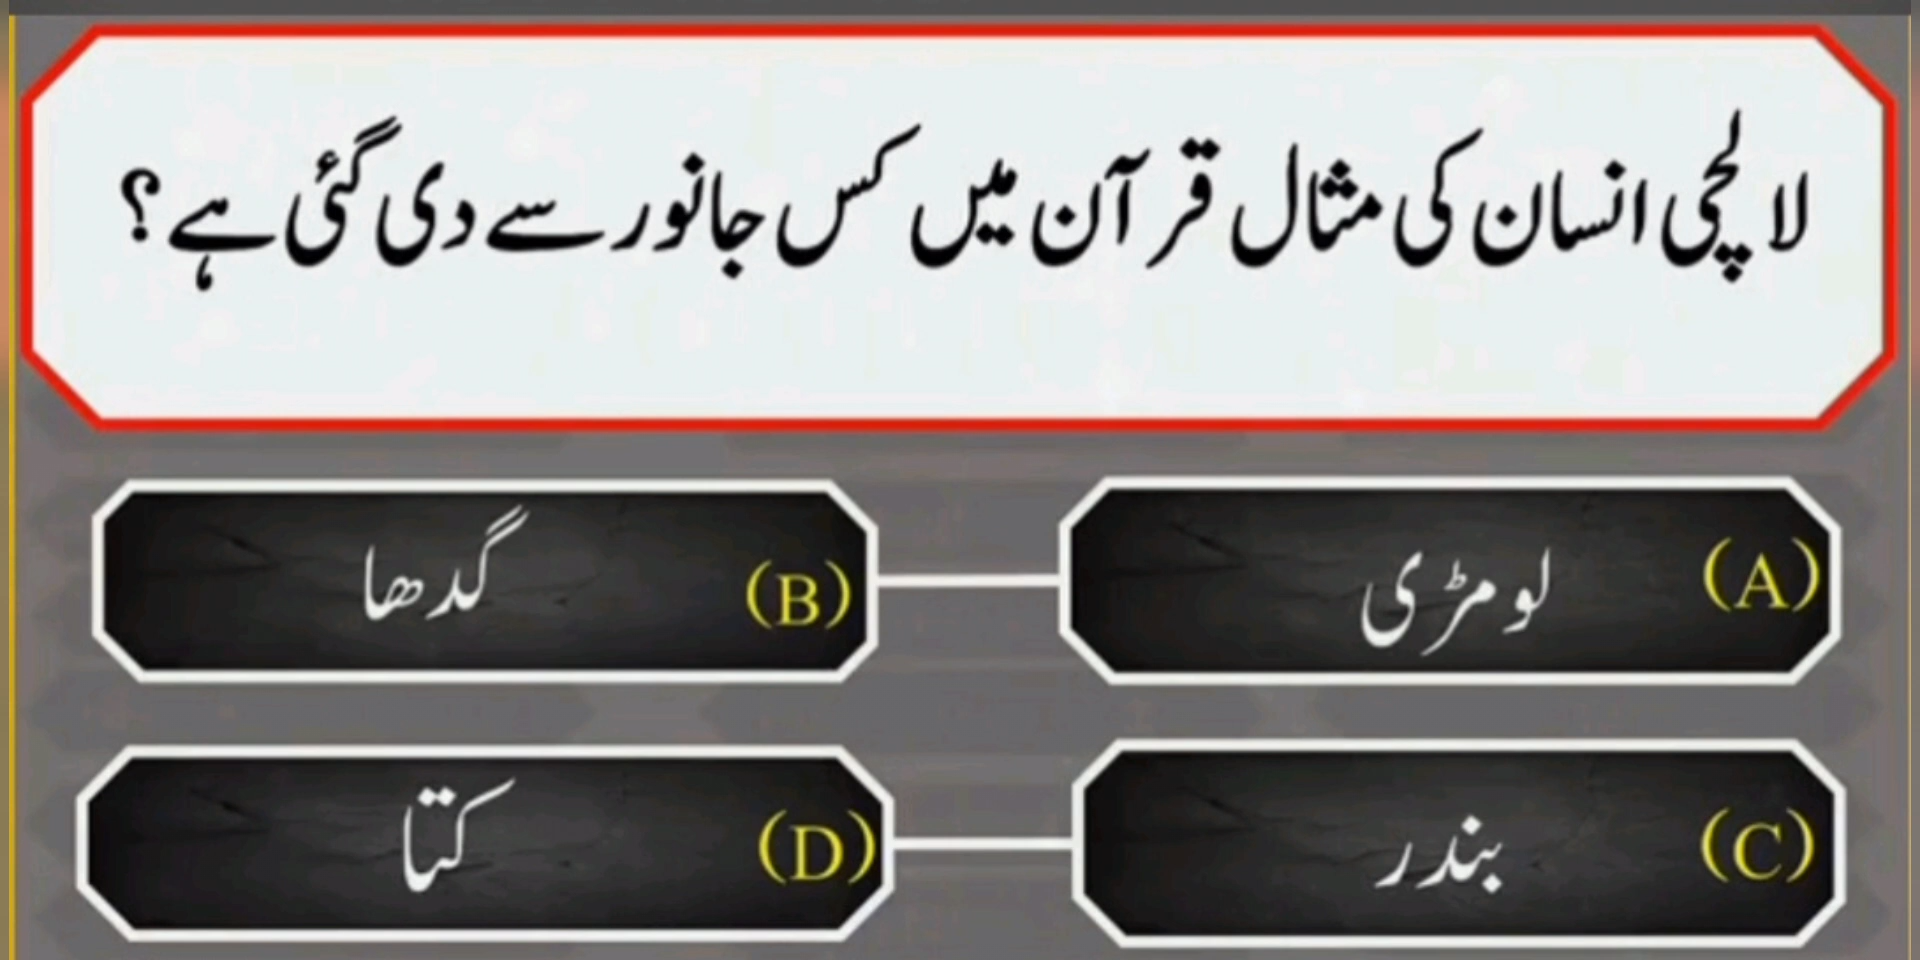 لالچی انسان کی مثال قرآن میں کس جانور سے دی گئی ہے؟
(A) لومڑی
(B) گدھا
(C) بندر
(D) کتا